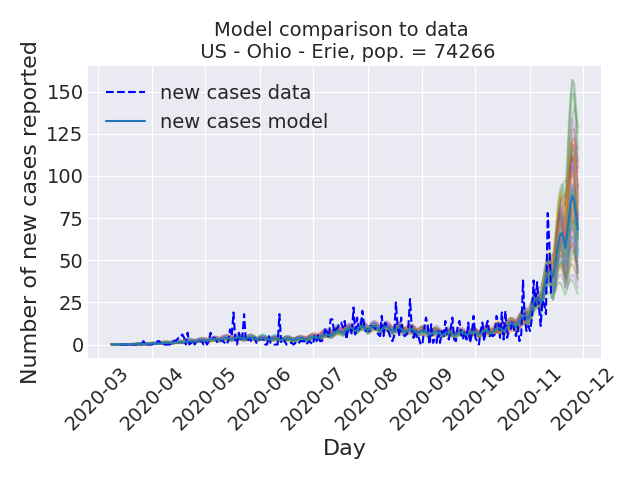 Model comparison to data
US - Ohio - Erie, pop. = 74266
Number of new cases reported
150
125
100
75
50
25
0
new cases data
new cases model
2020-03
2020-04
2020-05
2020-06
2020-07
2020-08
2020-09
2020-10
2020-11
2020-12
Day